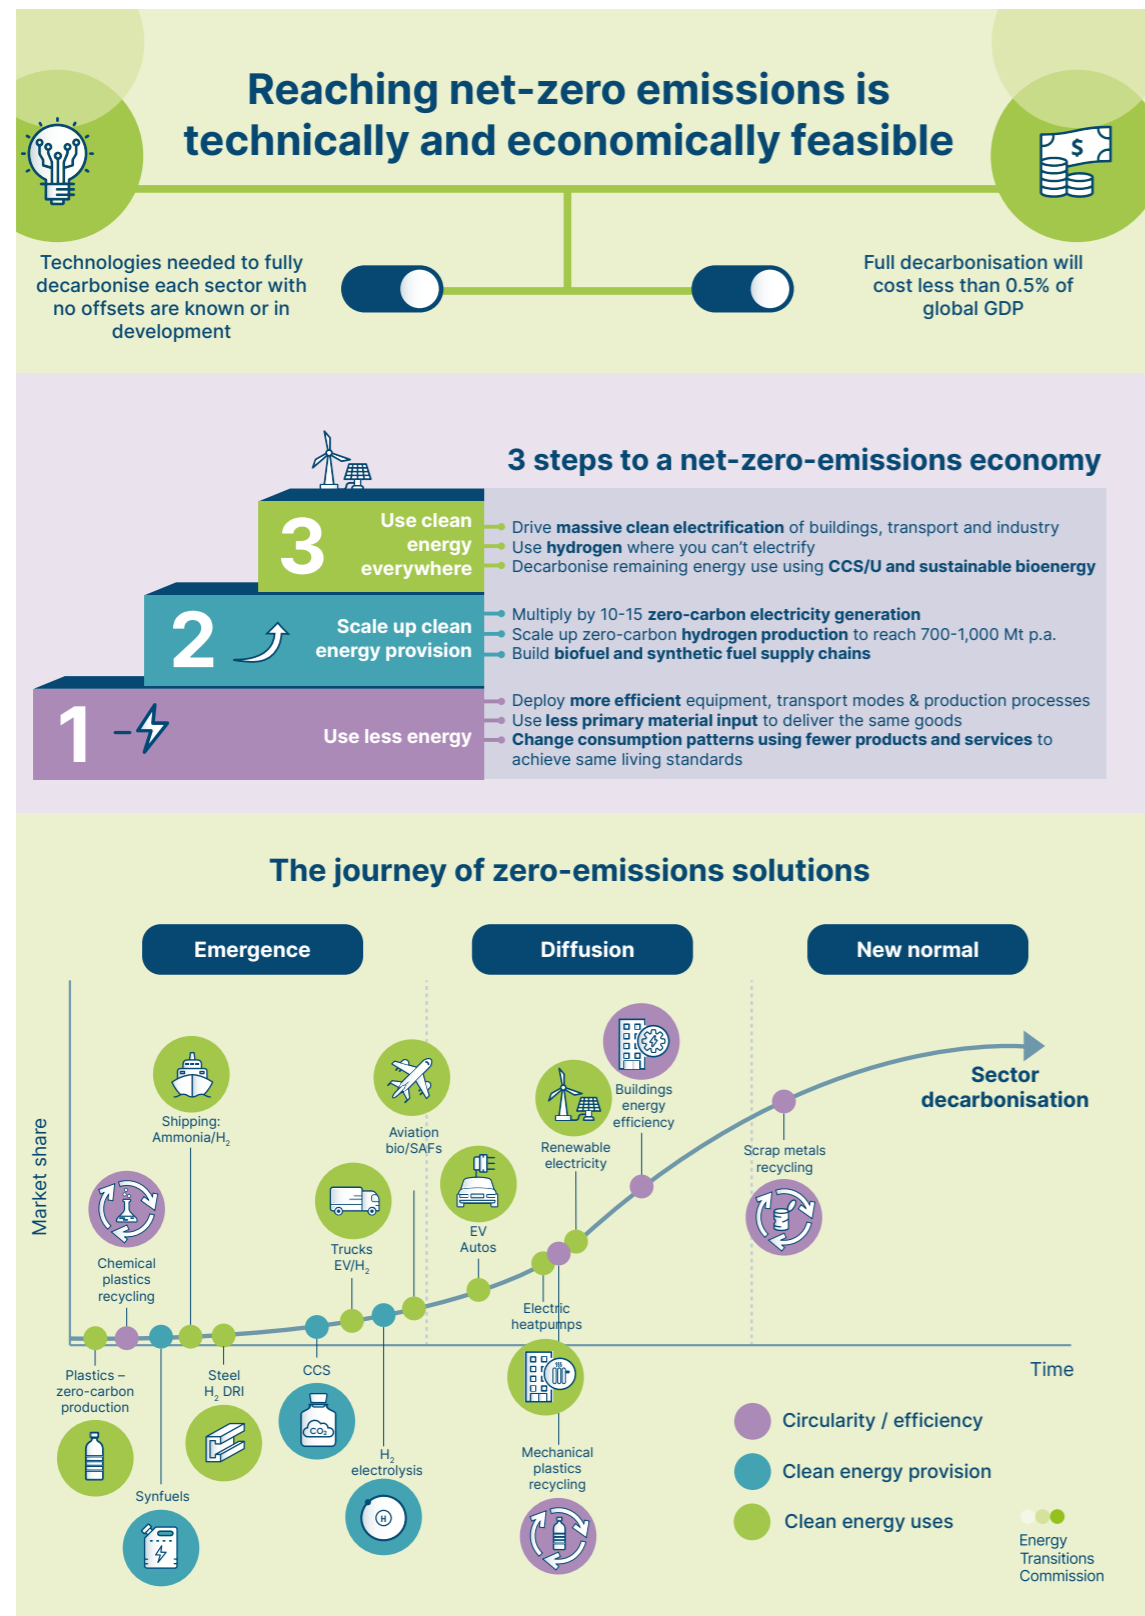 Reaching net-zero emissions is
technically and economically feasible
$
Technologies needed to fully
decarbonise each sector with
no offsets are known or in
development
Full decarbonisation will
cost less than 0.5% of
global GDP
3 steps to a net-zero-emissions economy
3
Use clean
energy
everywhere
Drive massive clean electrification of buildings, transport and industry
Use hydrogen where you can't electrify
Decarbonise remaining energy use using CCS/U and sustainable bioenergy
2
Scale up clean
energy provision
Multiply by 10-15 zero-carbon electricity generation
Scale up zero-carbon hydrogen production to reach 700-1,000 Mt p.a.
Build biofuel and synthetic fuel supply chains
1
Use less energy
Deploy more efficient equipment, transport modes & production processes
Use less primary material input to deliver the same goods
Change consumption patterns using fewer products and services to
achieve same living standards
The journey of zero-emissions solutions
Emergence
Diffusion
New normal
Market share
Shipping:
Ammonia/H₂
Chemical
plastics
recycling
Trucks
EV/H₂
Aviation
bio/SAFs
EV
Autos
Renewable
electricity
Buildings
energy
efficiency
Electric
heatpumps
Scrap metals
recycling
Sector
decarbonisation
Time
Plastics –
zero-carbon
production
Synfuels
Steel
H₂ DRI
CCS
CO₂
H₂
electrolysis
H
Mechanical
plastics
recycling
Circularity / efficiency
Clean energy provision
Clean energy uses
Energy
Transitions
Commission